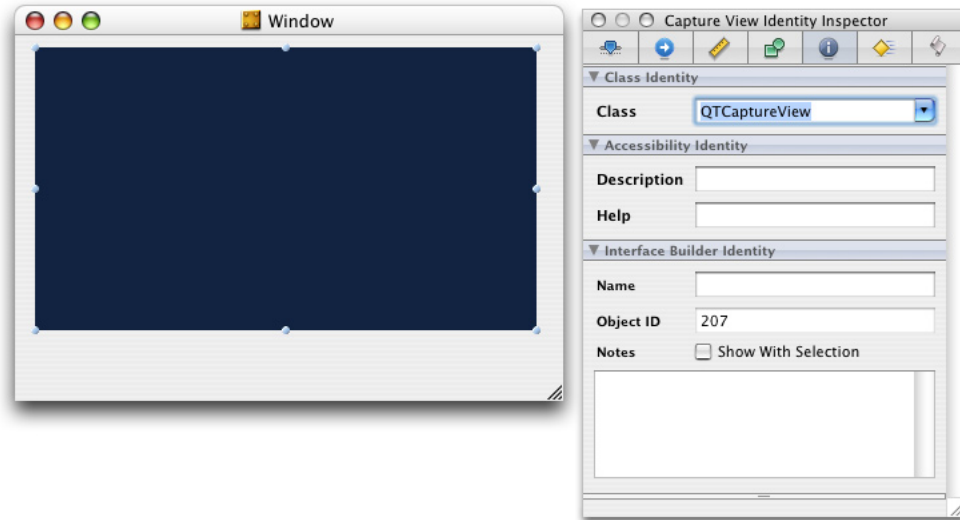 Window
Capture View Identity Inspector
Class Identity
Class QTCaptureView
Accessibility Identity
Description
Help
Interface Builder Identity
Name
Object ID 207
Notes Show With Selection